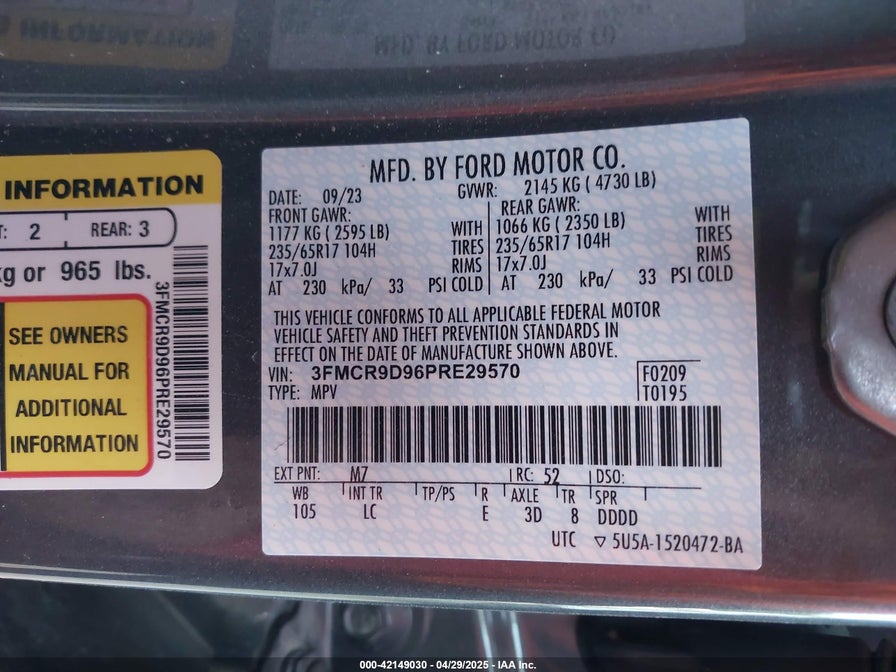 INFORMATION
MFD. BY FORD MOTOR CO.
INFORMATION
T: 2 REAR: 3
kg or 965 lbs.
SEE OWNERS
MANUAL FOR
ADDITIONAL
INFORMATION
3FMCR9D96PRE29570
MFD. BY FORD MOTOR CO.
DATE: 09/23 GVWR: 2145 KG ( 4730 LB)
FRONT GAWR: REAR GAWR:
1177 KG ( 2595 LB) WITH 1066 KG ( 2350 LB) WITH
235/65R17 104H TIRES 235/65R17 104H TIRES
17x7.0J RIMS 17x7.0J RIMS
AT 230 kPa/ 33 PSI COLD AT 230 kPa/ 33 PSI COLD
THIS VEHICLE CONFORMS TO ALL APPLICABLE FEDERAL MOTOR
VEHICLE SAFETY AND THEFT PREVENTION STANDARDS IN
EFFECT ON THE DATE OF MANUFACTURE SHOWN ABOVE.
VIN: 3FMCR9D96PRE29570 F0209
TYPE: MPV T0195
EXT PNT: M7 RC: 52 DSO:
WB INT TR TP/PS R AXLE TR SPR
105 LC E 3D 8 DDDD
UTC ▽ 5U5A-1520472-BA
000-42149030 - 04/29/2025 - IAA Inc.